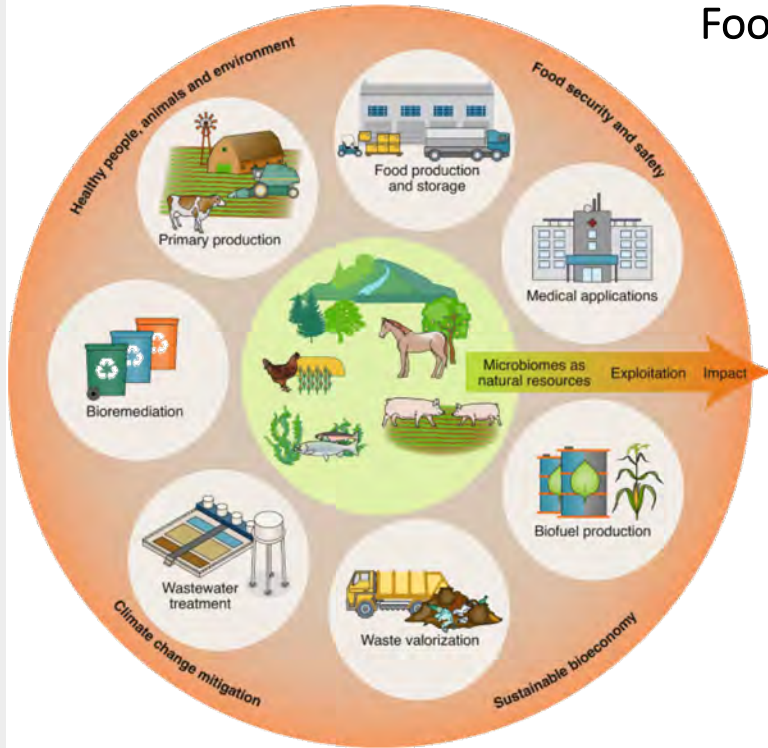 Foo
Healthy people, animals and environment
Food security and safety
Food production
and storage
Primary production
Medical applications
Microbiomes as
natural resources
Exploitation
Impact
Bioremediation
Biofuel production
Wastewater
treatment
Waste valorization
Climate change mitigation
Sustainable bioeconomy